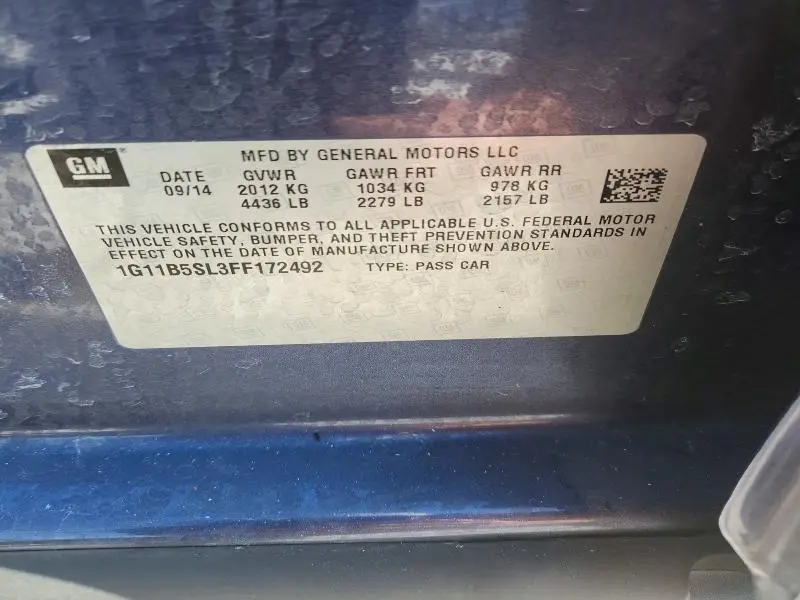 GM
MFD BY GENERAL MOTORS LLC
DATE GVWR GAWR FRT GAWR RR
09/14 2012 KG 1034 KG 978 KG
4436 LB 2279 LB 2157 LB
THIS VEHICLE CONFORMS TO ALL APPLICABLE U.S. FEDERAL MOTOR
VEHICLE SAFETY, BUMPER, AND THEFT PREVENTION STANDARDS IN
EFFECT ON THE DATE OF MANUFACTURE SHOWN ABOVE.
1G11B5SL3FF172492 TYPE: PASS CAR